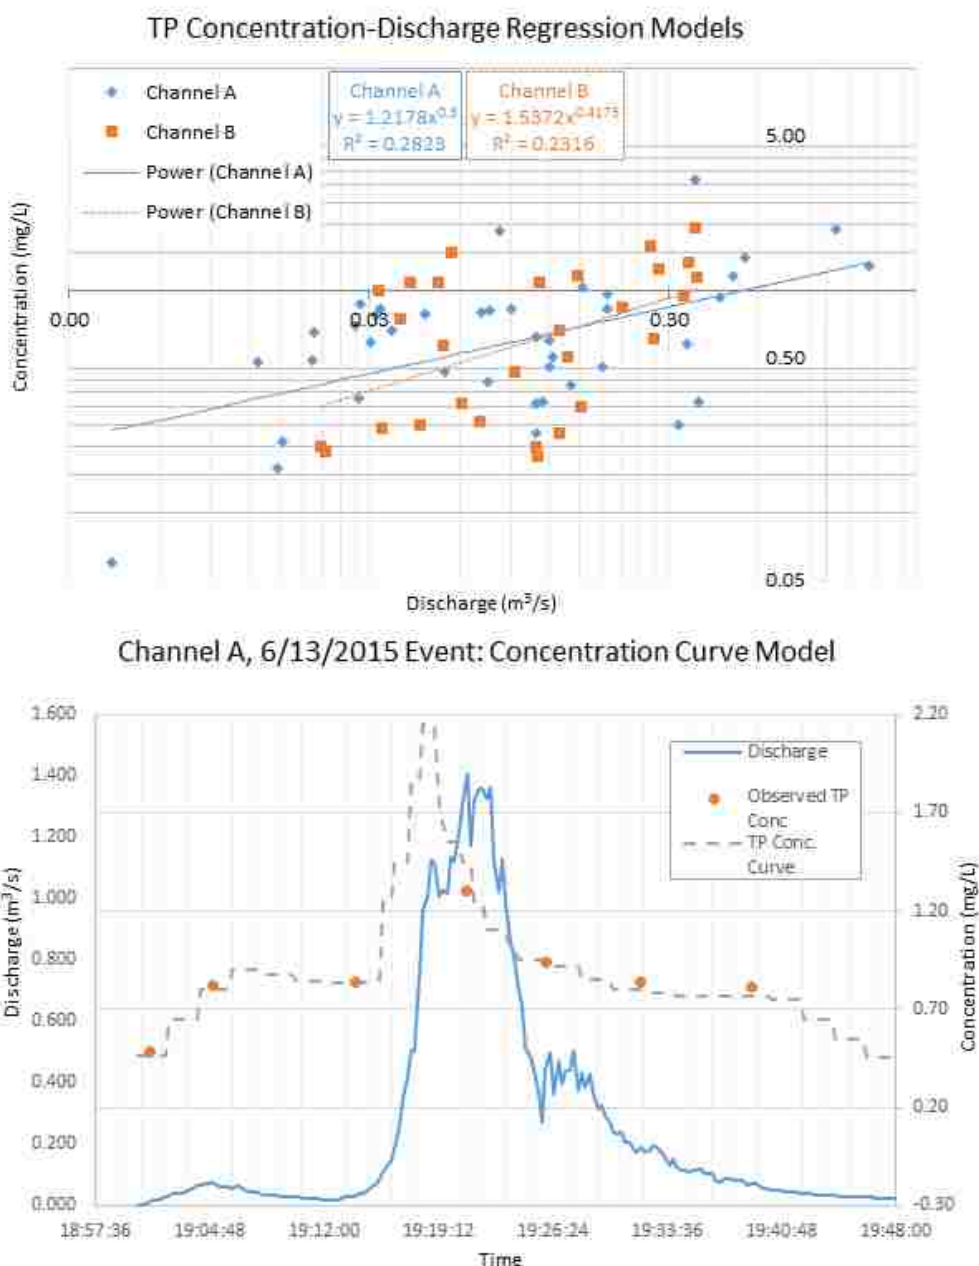 TP Concentration-Discharge Regression Models
Channel A
Channel B
Power (Channel A)
Power (Channel B)
Channel A
y = 1.2178x^0.3
R² = 0.2823
Channel B
y = 1.5372x^0.4173
R² = 0.2316
5.00
0.00
0.03
0.30
0.50
0.05
Concentration (mg/L)
Discharge (m³/s)
Channel A, 6/13/2015 Event: Concentration Curve Model
1.600
1.400
1.200
1.000
0.800
0.600
0.400
0.200
0.000
Discharge (m³/s)
Discharge
Observed TP
Conc
TP Conc.
Curve
2.20
1.70
1.20
0.70
0.20
-0.30
Concentration (mg/L)
18:57:36 19:04:48 19:12:00 19:19:12 19:26:24 19:33:36 19:40:48 19:48:00
Time